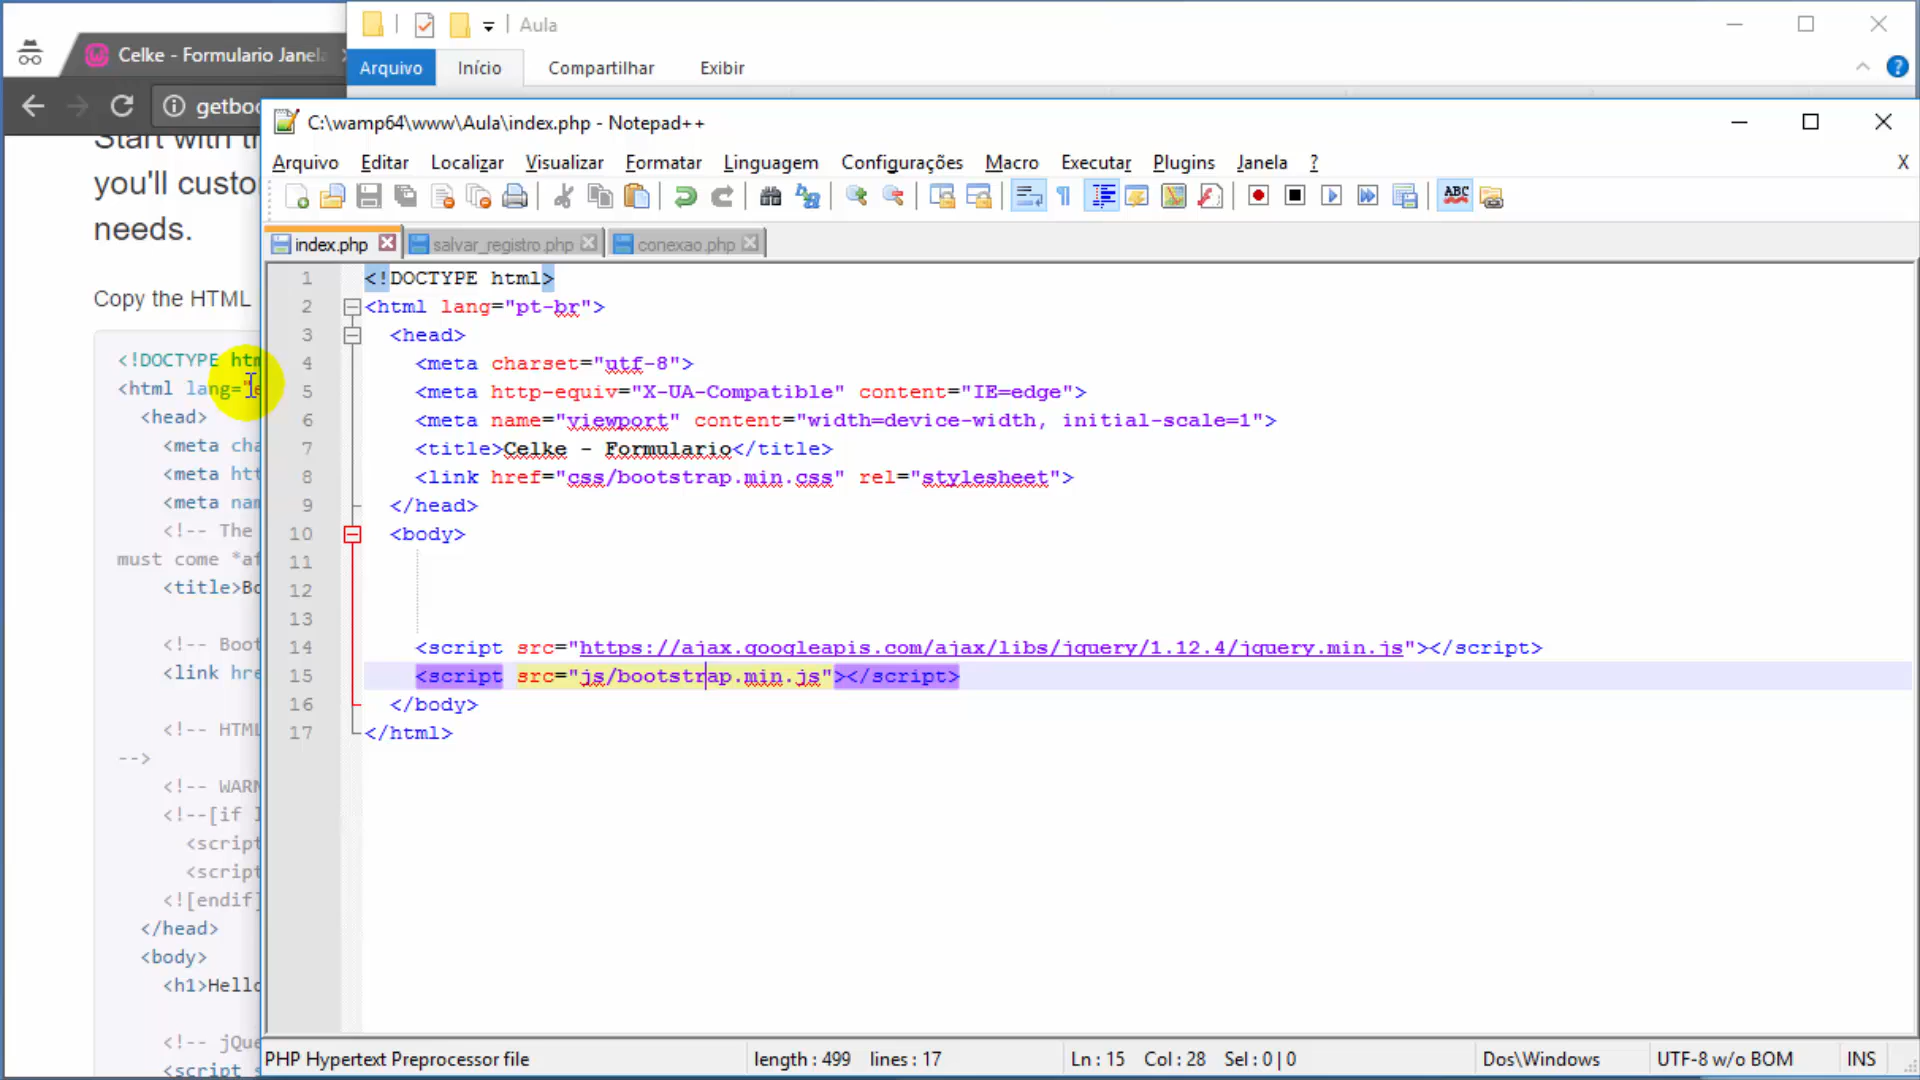 Aula
Celke - Formulario Janela
Arquivo Início Compartilhar Exibir
you'll custo
needs.
Copy the HTML
<!DOCTYPE htm
<html lang="e
<head>
<meta cha
<meta htt
<meta nam
<!-- The
must come *af
<title>Bo
<!-- Boot
<link hre
<!-- HTML
-->
<!-- WARN
<!--[if l
<script
<script
<![endif]
</head>
<body>
<h1>Hello
<!-- jQue
<script s
C:\wamp64\www\Aula\index.php - Notepad++
Arquivo Editar Localizar Visualizar Formatar Linguagem Configurações Macro Executar Plugins Janela ? X
index.php salvar_registro.php conexao.php
1 <!DOCTYPE html>
2 <html lang="pt-br">
3 <head>
4 <meta charset="utf-8">
5 <meta http-equiv="X-UA-Compatible" content="IE=edge">
6 <meta name="viewport" content="width=device-width, initial-scale=1">
7 <title>Celke - Formulario</title>
8 <link href="css/bootstrap.min.css" rel="stylesheet">
9 </head>
10 <body>
11
12
13
14 <script src="https://ajax.googleapis.com/ajax/libs/jquery/1.12.4/jquery.min.js"></script>
15 <script src="js/bootstrap.min.js"></script>
16 </body>
17 </html>
PHP Hypertext Preprocessor file length : 499 lines : 17 Ln : 15 Col : 28 Sel : 0 | 0 Dos\Windows UTF-8 w/o BOM INS